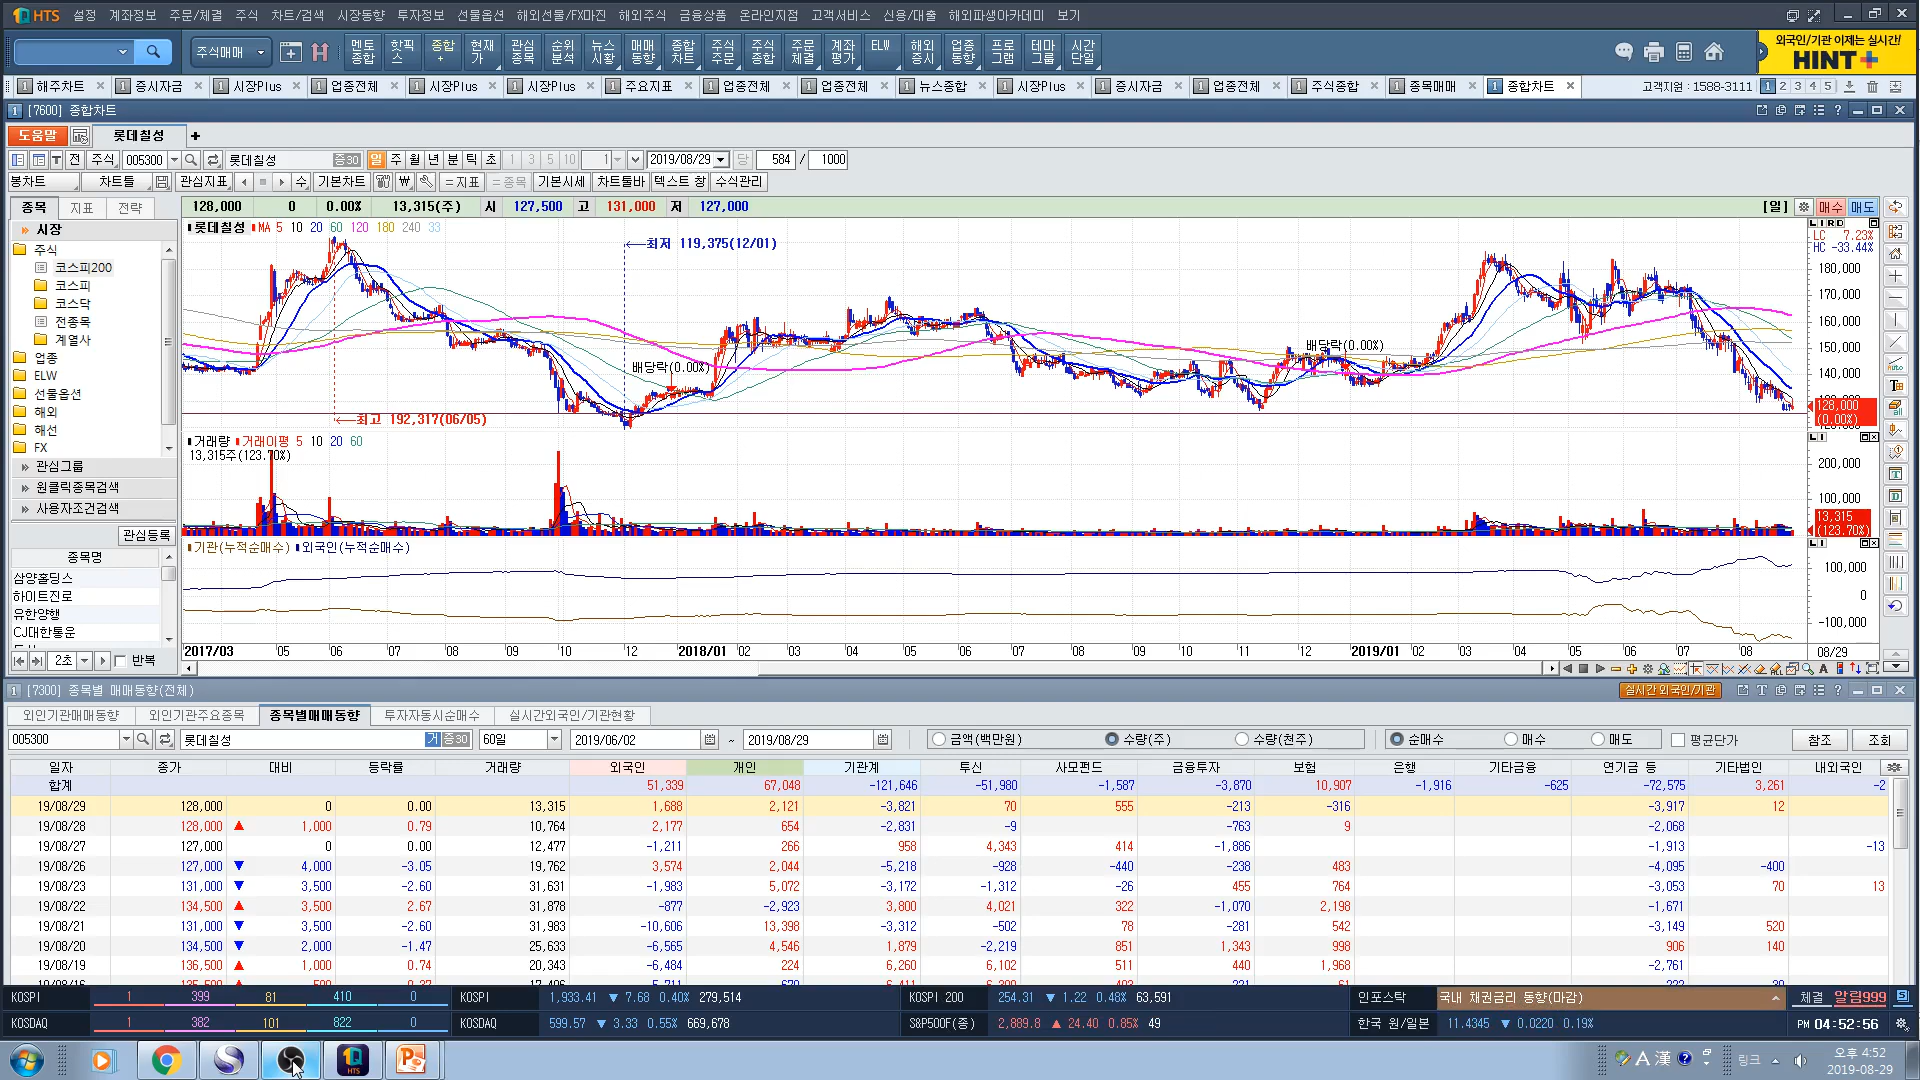 HTS 설정 계좌정보 주문/체결 주식 차트/검색 시장동향 투자정보 선물옵션 해외선물/FX마진 해외주식 금융상품 온라인지점 고객서비스 신용/대출 해외파생아카데미 보기
주식매매 멘토종합 핫픽스 종합+ 현재가 관심종목 순위분석 뉴스시황 매매동향 종합차트 주식주문 주식종합 주문체결 계좌평가 ELW 해외증시 업종동향 프로그램 테마그룹 시간단일
외국인/기관 이제는 실시간!
HINT+
1 해주차트 1 증시자금 1 시장Plus 1 업종전체 1 시장Plus 1 시장Plus 1 주요지표 1 업종전체 1 업종전체 1 뉴스종합 1 시장Plus 1 증시자금 1 업종전체 1 주식종합 1 종목매매 1 종합차트 고객지원 : 1588-3111 1 2 3 4 5
1 [7600] 종합차트
도움말 롯데칠성 +
T 전 주식 005300 롯데칠성 증30 일 주 월 년 분 틱 초 1 3 5 10 1 2019/08/29 당 584 / 1000
봉차트 차트툴 관심지표 수 기본차트 =지표 =종목 기본시세 차트툴바 텍스트 창 수식관리
종목 지표 전략
128,000 0 0.00% 13,315(주) 시 127,500 고 131,000 저 127,000 [일] 매수 매도
시장
주식
코스피200
코스피
코스닥
전종목
계열사
업종
ELW
선물옵션
해외
해선
FX
관심그룹
원클릭종목검색
사용자조건검색
관심등록
종목명
삼양홀딩스
하이트진로
유한양행
CJ대한통운
2초 반복
롯데칠성 MA 5 10 20 60 120 180 240 33
최저 119,375(12/01)
배당락(0.00%)
배당락(0.00%)
최고 192,317(06/05)
L I R D
LC 7.23%
HC -33.44%
180,000
170,000
160,000
150,000
140,000
128,000
(0.00%)
거래량 거래이평 5 10 20 60
13,315주(123.70%)
200,000
100,000
13,315
(123.70%)
기관(누적순매수) 외국인(누적순매수)
100,000
0
-100,000
2017/03 05 06 07 08 09 10 12 2018/01 02 03 04 05 06 07 08 09 10 11 12 2019/01 02 03 04 05 06 07 08 08/29
1 [7300] 종목별 매매동향(전체) 실시간 외국인/기관
외인기관매매동향 외인기관주요종목 종목별매매동향 투자자동시순매수 실시간외국인/기관현황
005300 롯데칠성 거 증30 60일 2019/06/02 ~ 2019/08/29 금액(백만원) 수량(주) 수량(천주) 순매수 매수 매도 평균단가 참조 조회
일자 종가 대비 등락률 거래량 외국인 개인 기관계 투신 사모펀드 금융투자 보험 은행 기타금융 연기금 등 기타법인 내외국인
합계 51,339 67,048 -121,646 -51,980 -1,587 -3,870 10,907 -1,916 -625 -72,575 3,261 -2
19/08/29 128,000 0 0.00 13,315 1,688 2,121 -3,821 70 555 -213 -316 -3,917 12
19/08/28 128,000 ▲ 1,000 0.79 10,764 2,177 654 -2,831 -9 -763 9 -2,068
19/08/27 127,000 0 0.00 12,477 -1,211 266 958 4,343 414 -1,886 -1,913 -13
19/08/26 127,000 ▼ 4,000 -3.05 19,762 3,574 2,044 -5,218 -928 -440 -238 483 -4,095 -400
19/08/23 131,000 ▼ 3,500 -2.60 31,631 -1,983 5,072 -3,172 -1,312 -26 455 764 -3,053 70 13
19/08/22 134,500 ▲ 3,500 2.67 31,878 -877 -2,923 3,800 4,021 322 -1,070 2,198 -1,671
19/08/21 131,000 ▼ 3,500 -2.60 31,983 -10,606 13,398 -3,312 -502 78 -281 542 -3,149 520
19/08/20 134,500 ▼ 2,000 -1.47 25,633 -6,565 4,546 1,879 -2,219 851 1,343 998 906 140
19/08/19 136,500 ▲ 1,000 0.74 20,343 -6,484 224 6,260 6,102 511 440 1,968 -2,761
KOSPI 1 399 81 410 0 KOSPI 1,933.41 ▼ 7.68 0.40% 279,514 KOSPI 200 254.31 ▼ 1.22 0.48% 63,591 인포스탁 국내 채권금리 동향(마감) 체결 알림999
KOSDAQ 1 382 101 822 0 KOSDAQ 599.57 ▼ 3.33 0.55% 669,678 S&P500F(종) 2,889.8 ▲ 24.40 0.85% 49 한국 원/일본 11.4345 ▼ 0.0220 0.19% PM 04:52:56
HTS A 漢 링크 오후 4:52
2019-08-29